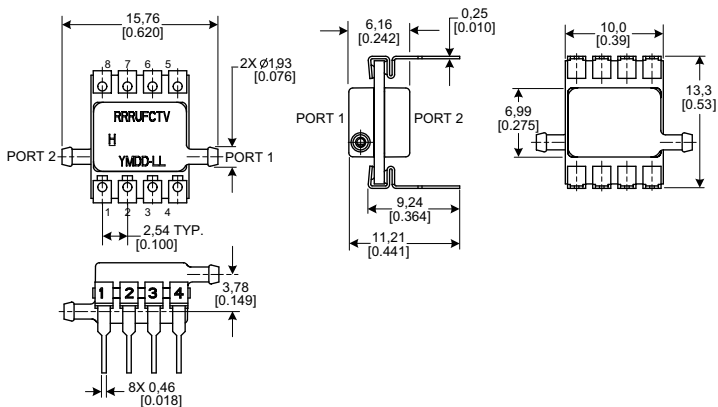 15,76
[0.620]
8 7 6 5
2X Ø1,93
[0.076]
RRRUFCTV
H
YMDD-LL
PORT 2
PORT 1
1 2 3 4
2,54 TYP.
[0.100]
6,16
[0.242]
0,25
[0.010]
PORT 1
PORT 2
9,24
[0.364]
11,21
[0.441]
10,0
[0.39]
6,99
[0.275]
13,3
[0.53]
1 2 3 4
3,78
[0.149]
8X 0,46
[0.018]